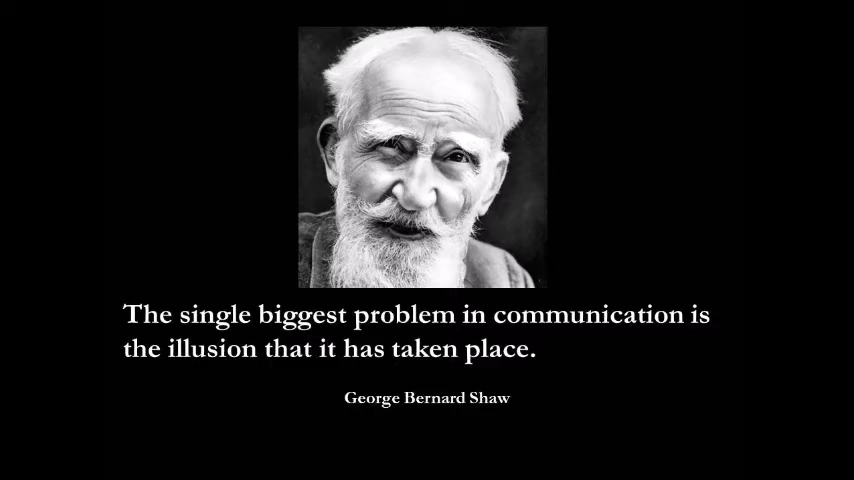 The single biggest problem in communication is
the illusion that it has taken place.
George Bernard Shaw